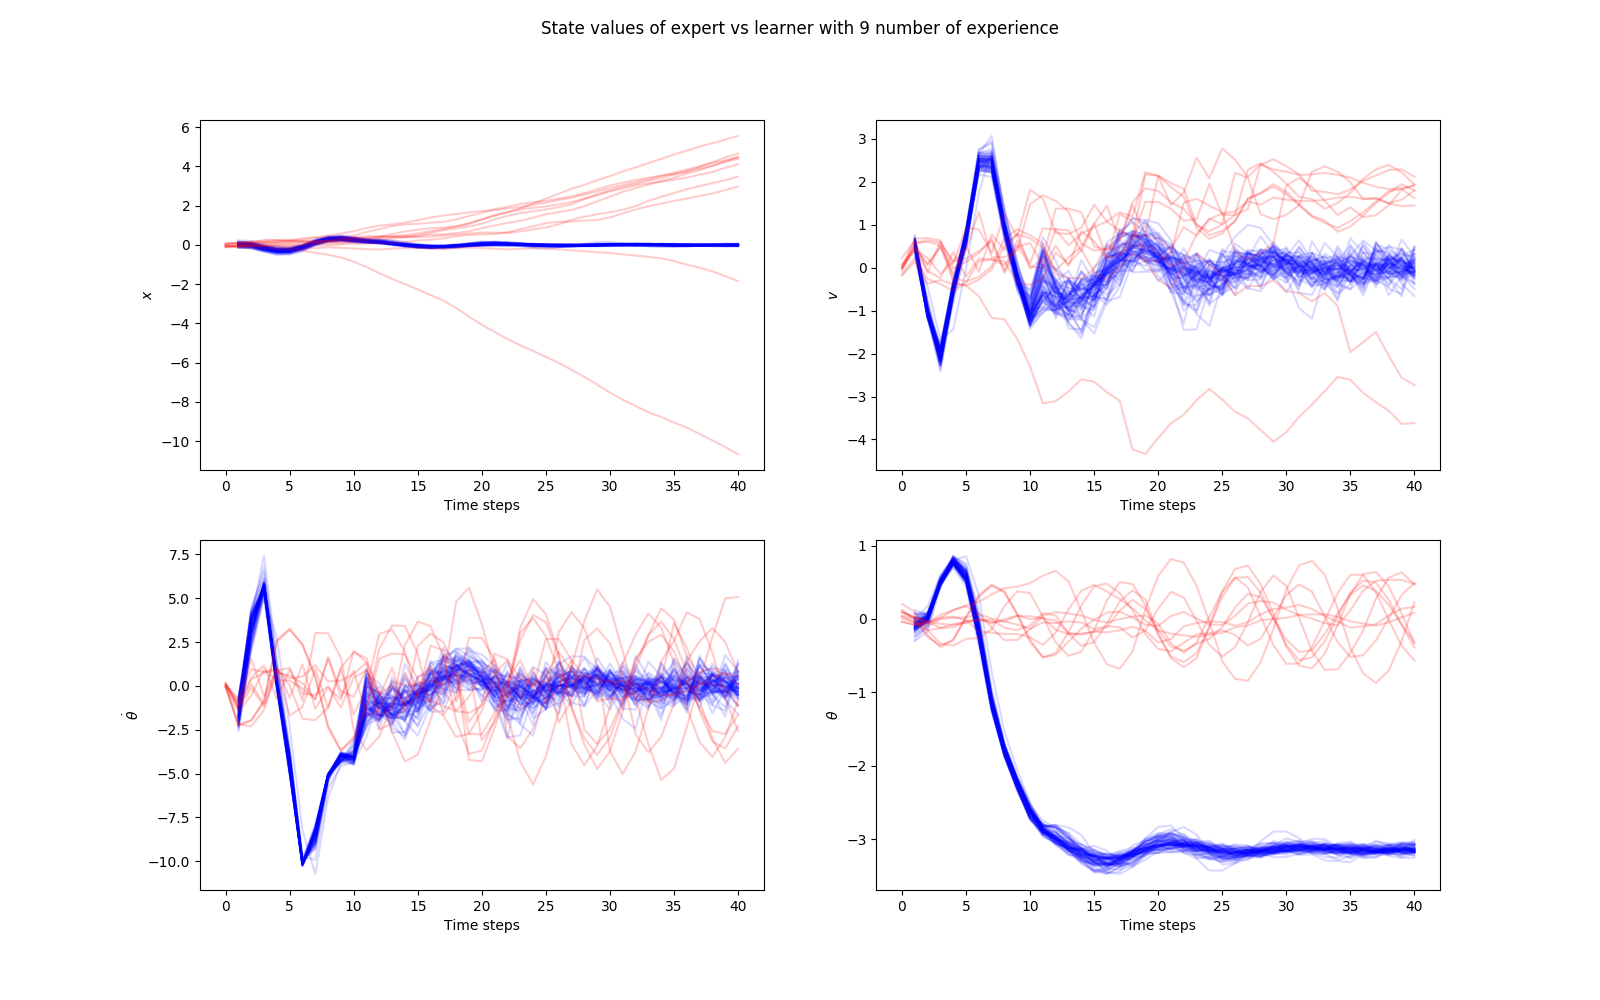 State values of expert vs learner with 9 number of experience
6
4
2
0
−2
−4
−6
−8
−10
x
0 5 10 15 20 25 30 35 40
Time steps
3
2
1
0
−1
−2
−3
−4
v
0 5 10 15 20 25 30 35 40
Time steps
7.5
5.0
2.5
0.0
−2.5
−5.0
−7.5
−10.0
θ̇
0 5 10 15 20 25 30 35 40
Time steps
1
0
−1
−2
−3
θ
0 5 10 15 20 25 30 35 40
Time steps